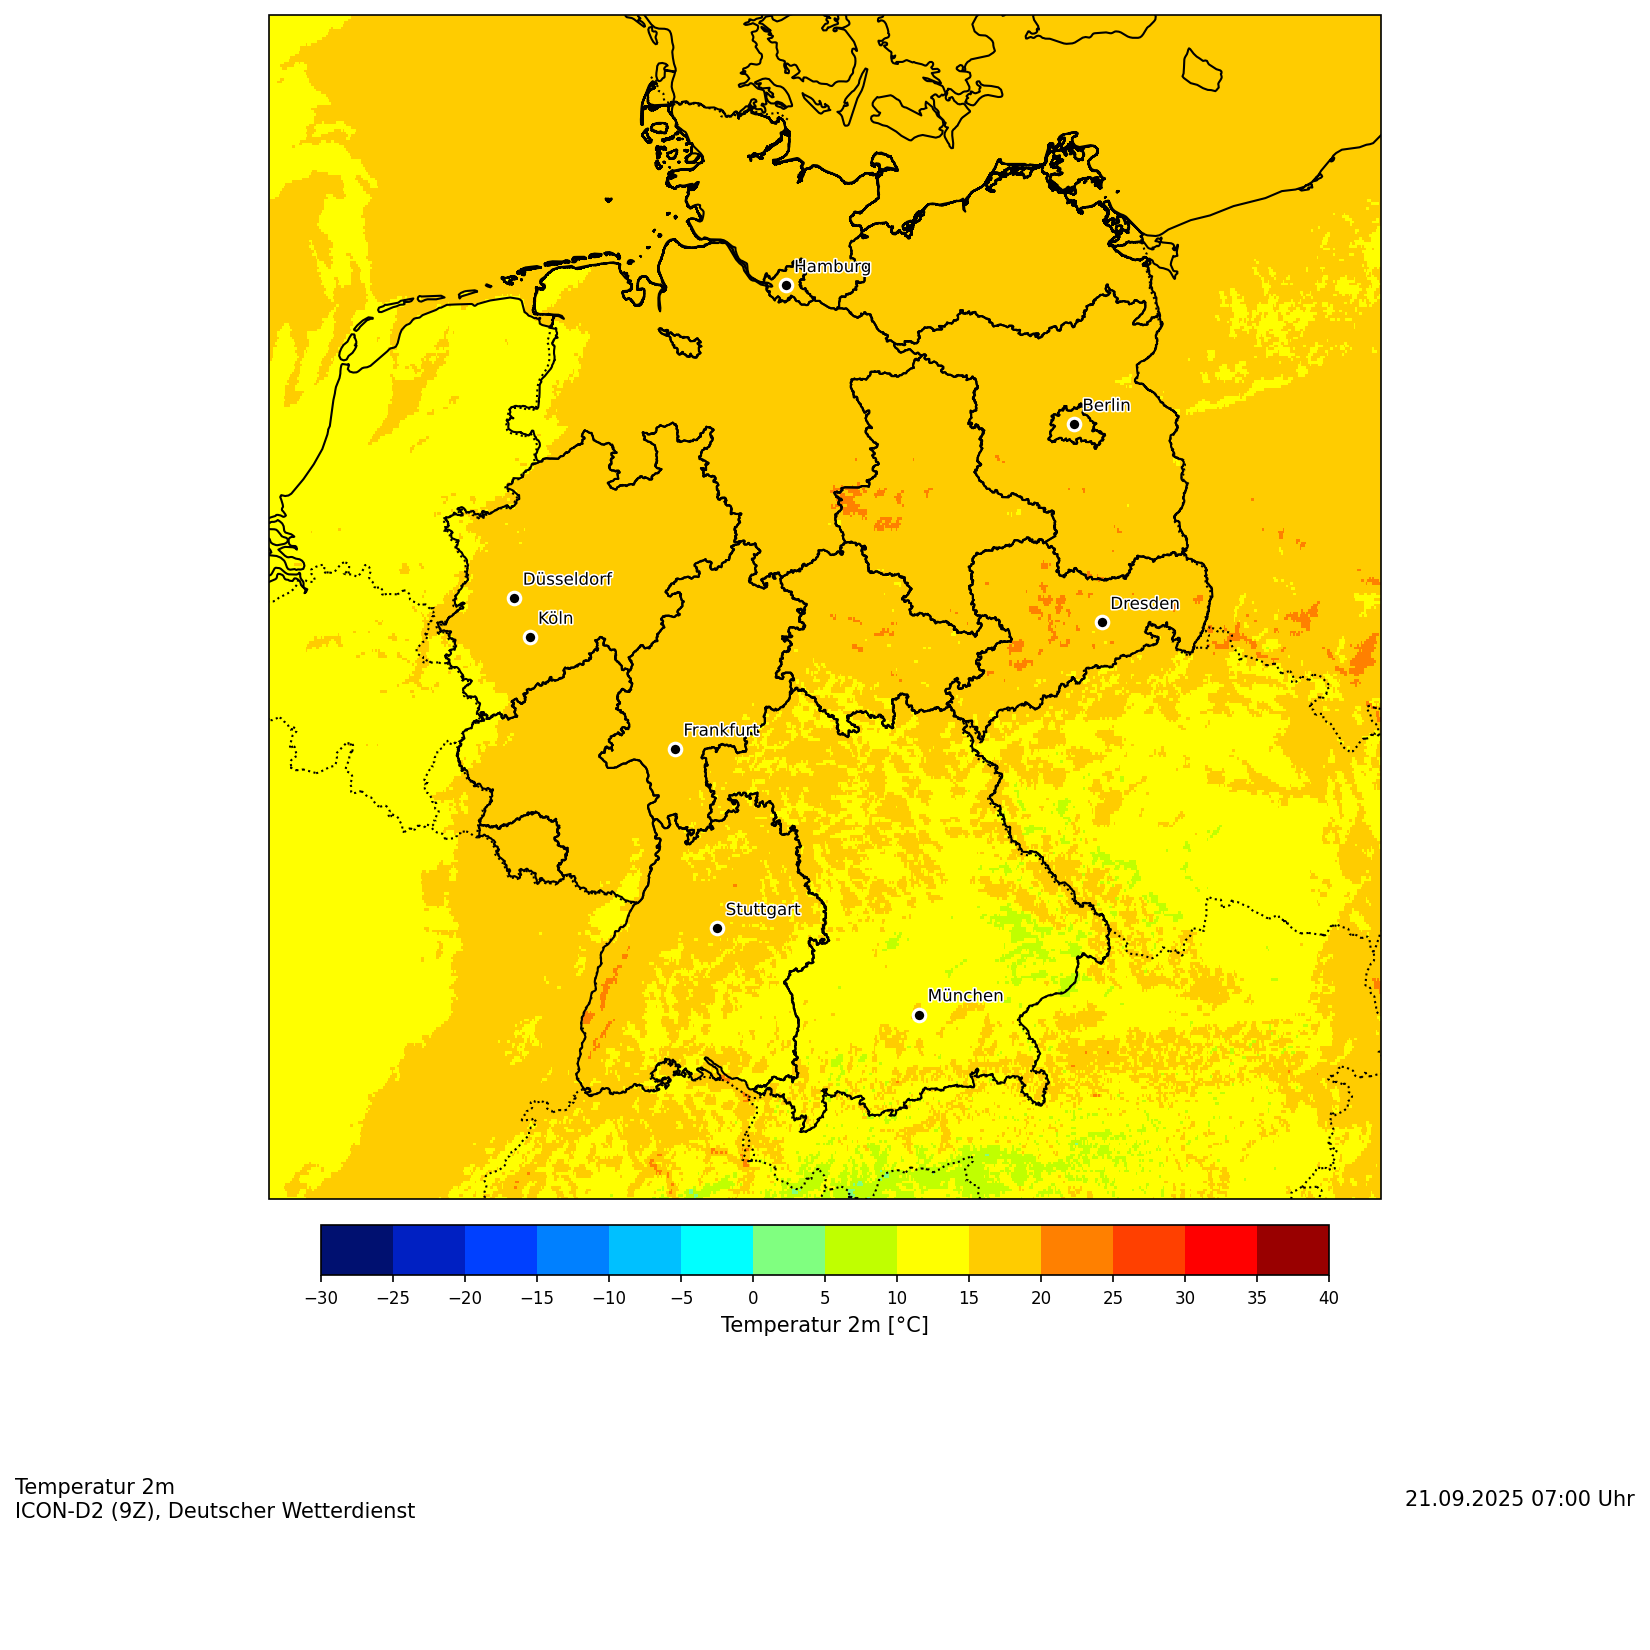 Hamburg
Berlin
Düsseldorf
Köln
Dresden
Frankfurt
Stuttgart
München
−30 −25 −20 −15 −10 −5 0 5 10 15 20 25 30 35 40
Temperatur 2m [°C]
Temperatur 2m
ICON-D2 (9Z), Deutscher Wetterdienst
21.09.2025 07:00 Uhr